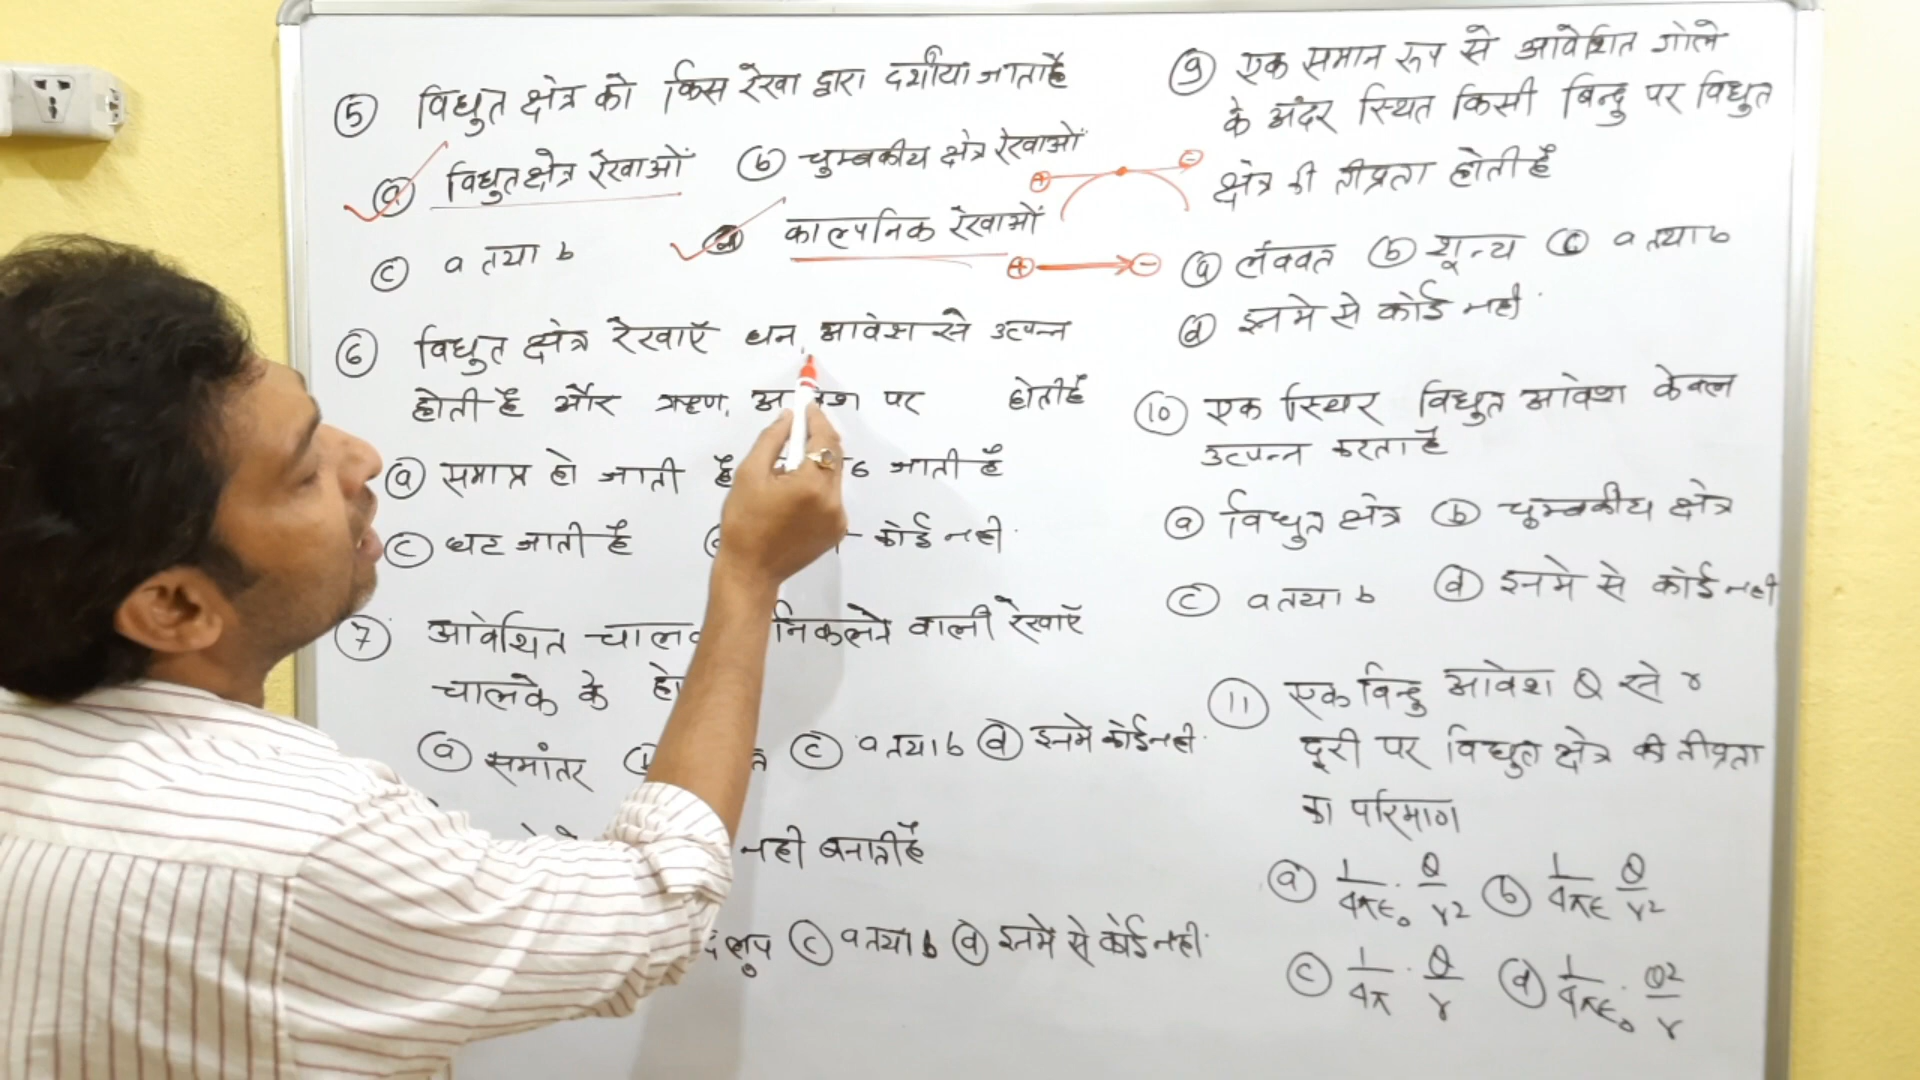 ⑤ विधुत क्षेत्र को किस रेखा द्वारा दर्शाया जाता है
ⓐ विधुत क्षेत्र रेखाओं ⓑ चुम्बकीय क्षेत्र रेखाओं
ⓒ a तथा b ⓓ काल्पनिक रेखाओं
⊕ ⊖
⊕ ⊖
⑥ विधुत क्षेत्र रेखाएँ धन आवेश से उत्पन्न
होती है और ऋण पर होती है
ⓐ समाप्त हो जाती है जाती है
ⓒ घट जाती है कोई नही
⑦ आवेशित निकलने वाली रेखाएँ
चालक के
ⓐ समांतर ⓒ a तथा b ⓓ इनमे कोई नही
नही बनाती है
लुप ⓒ a तथा b ⓓ इनमे से कोई नही
⑨ एक समान रूप से आवेशित गोले
के अंदर स्थित किसी बिन्दु पर विधुत
क्षेत्र की तीव्रता होती है
ⓐ लंबवत ⓑ शून्य ⓒ a तथा b
ⓓ इनमे से कोई नही
⑩ एक स्थिर विधुत आवेश केवल
उत्पन्न करता है
ⓐ विधुत क्षेत्र ⓑ चुम्बकीय क्षेत्र
ⓒ a तथा b ⓓ इनमे से कोई नही
⑪ एक बिन्दु आवेश Q से r
दूरी पर विधुत क्षेत्र की तीव्रता
का परिमाण
ⓐ 1/4πε₀ · Q/r² ⓑ 1/4πε Q/r²
ⓒ 1/4π · Q/r ⓓ 1/4πε₀ · Q²/r